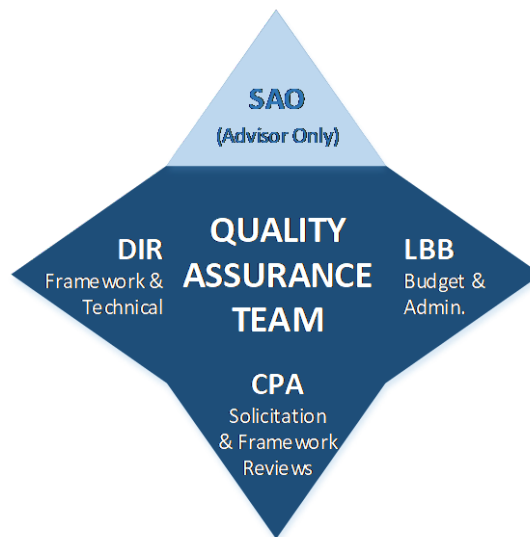 SAO
(Advisor Only)
QUALITY
ASSURANCE
TEAM
DIR
Framework &
Technical
LBB
Budget &
Admin.
CPA
Solicitation
& Framework
Reviews